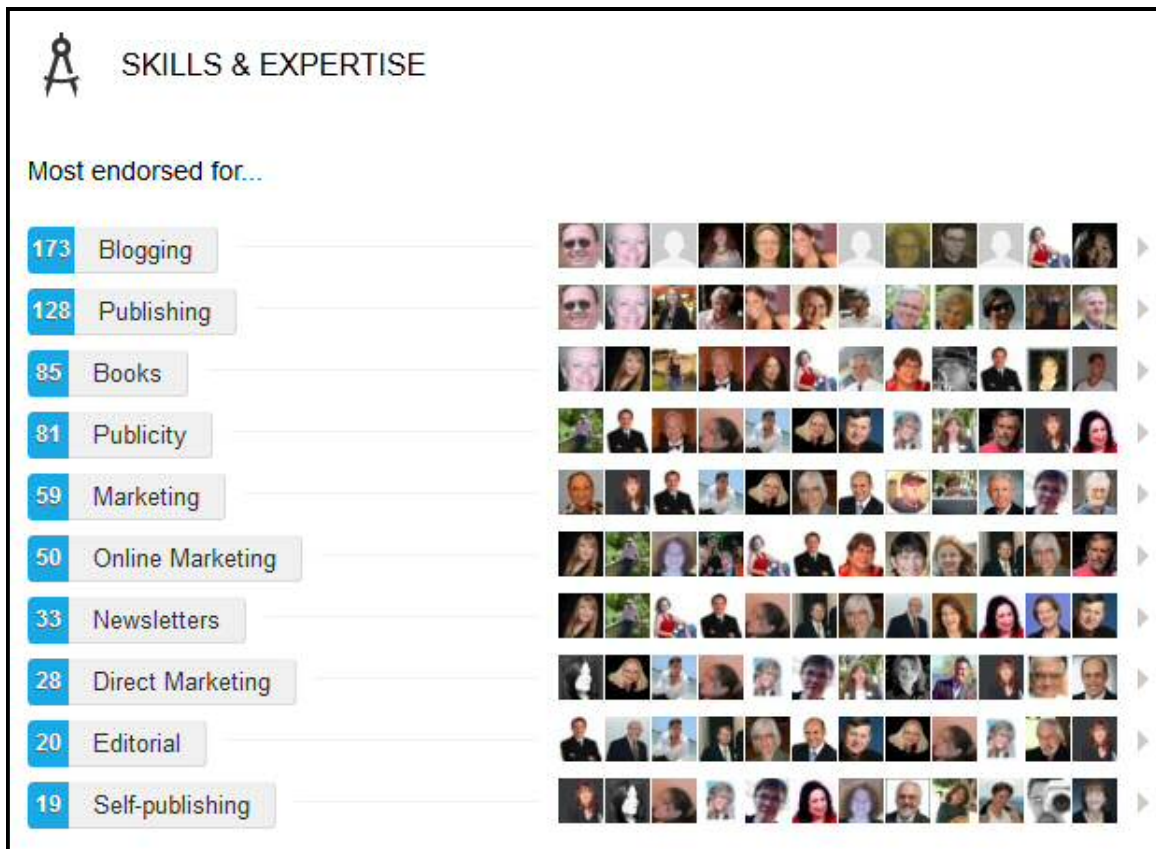 SKILLS & EXPERTISE
Most endorsed for...
173 Blogging
128 Publishing
85 Books
81 Publicity
59 Marketing
50 Online Marketing
33 Newsletters
28 Direct Marketing
20 Editorial
19 Self-publishing